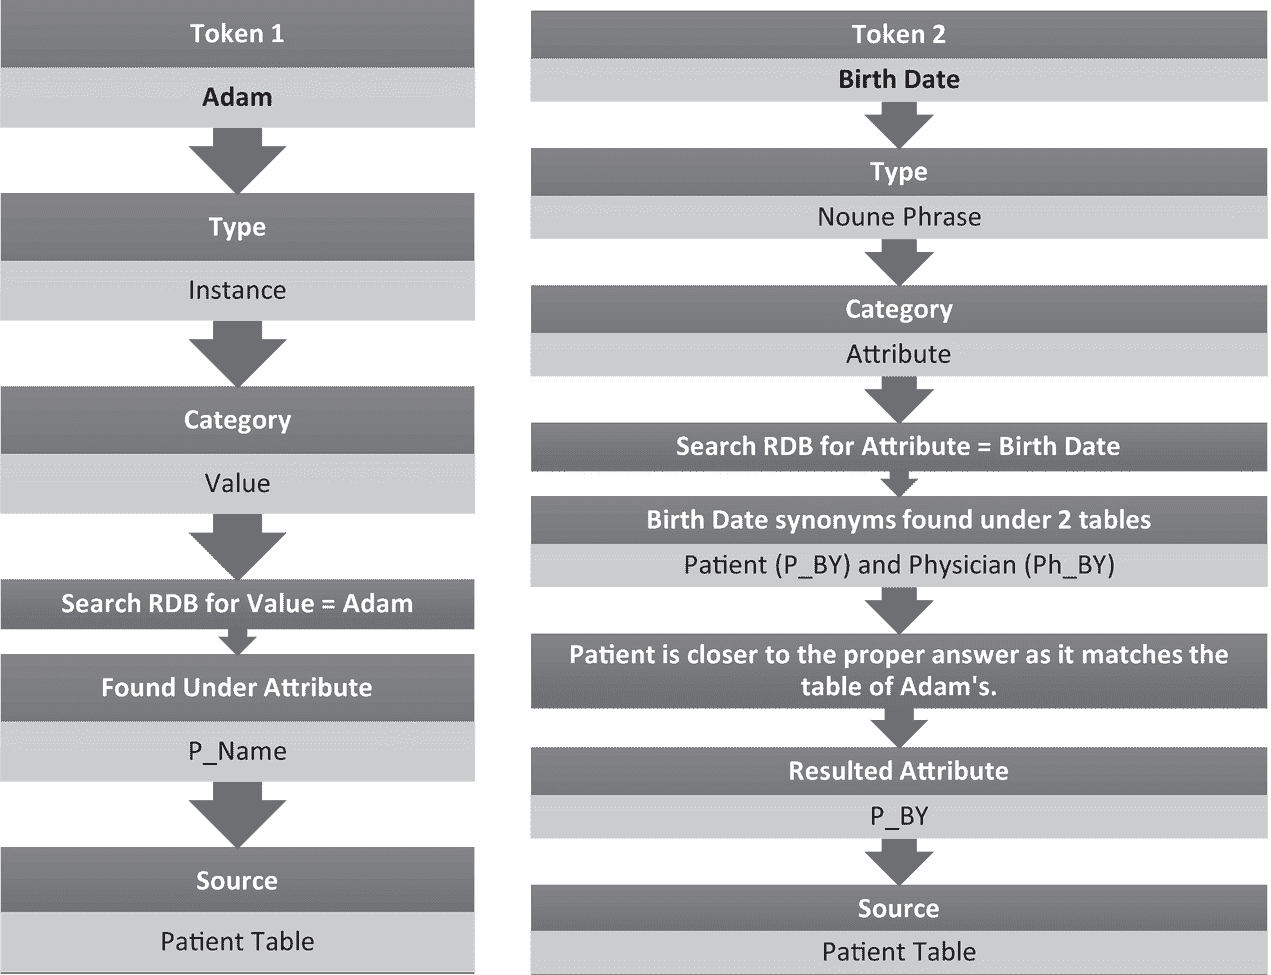 Token 1
Adam
Type
Instance
Category
Value
Search RDB for Value = Adam
Found Under Attribute
P_Name
Source
Patient Table
Token 2
Birth Date
Type
Noune Phrase
Category
Attribute
Search RDB for Attribute = Birth Date
Birth Date synonyms found under 2 tables
Patient (P_BY) and Physician (Ph_BY)
Patient is closer to the proper answer as it matches the
table of Adam's.
Resulted Attribute
P_BY
Source
Patient Table